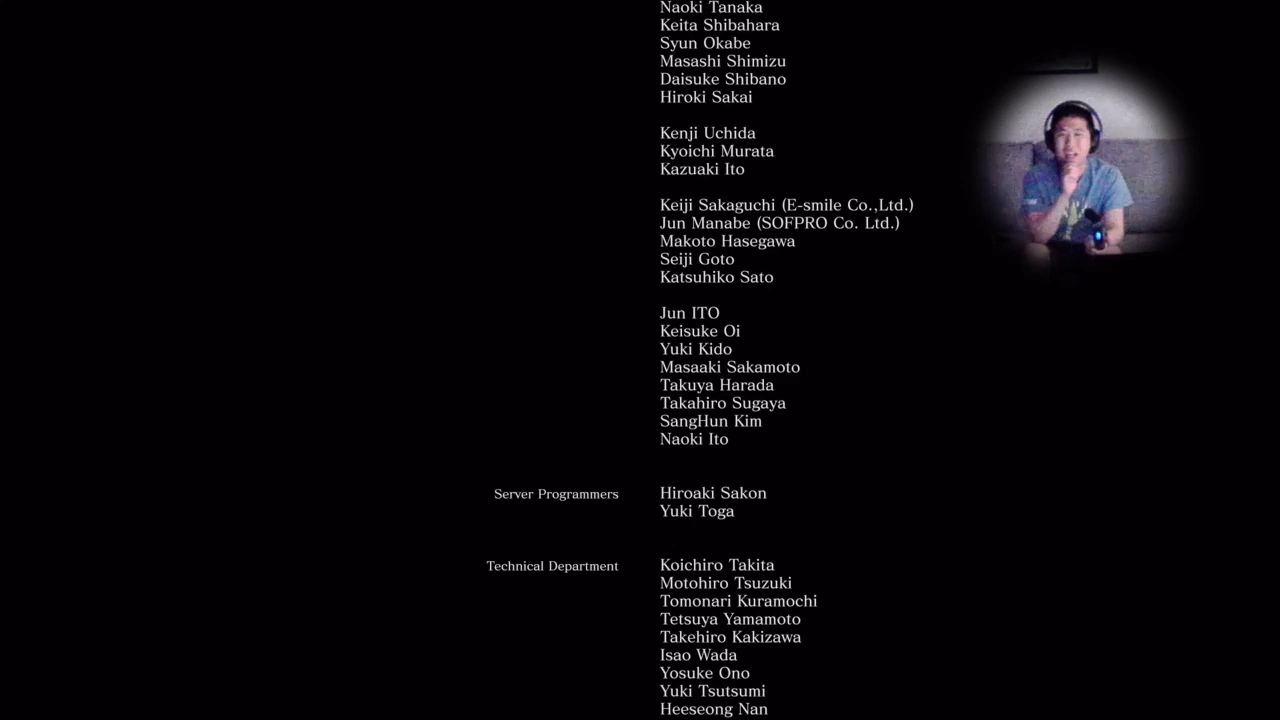 Naoki Tanaka
Keita Shibahara
Syun Okabe
Masashi Shimizu
Daisuke Shibano
Hiroki Sakai
Kenji Uchida
Kyoichi Murata
Kazuaki Ito
Keiji Sakaguchi (E-smile Co.,Ltd.)
Jun Manabe (SOFPRO Co. Ltd.)
Makoto Hasegawa
Seiji Goto
Katsuhiko Sato
Jun ITO
Keisuke Oi
Yuki Kido
Masaaki Sakamoto
Takuya Harada
Takahiro Sugaya
SangHun Kim
Naoki Ito
Server Programmers Hiroaki Sakon
Yuki Toga
Technical Department Koichiro Takita
Motohiro Tsuzuki
Tomonari Kuramochi
Tetsuya Yamamoto
Takehiro Kakizawa
Isao Wada
Yosuke Ono
Yuki Tsutsumi
Heeseong Nan